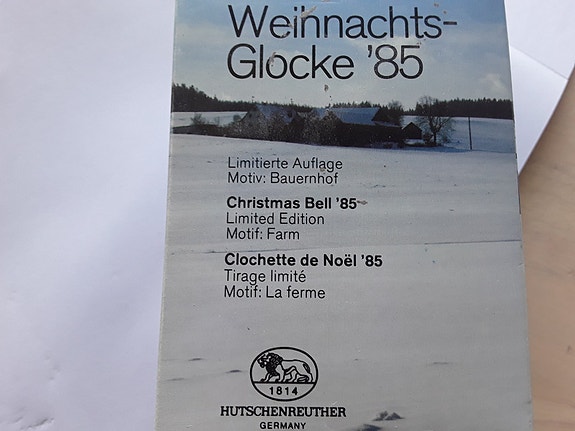 Weihnachts-
Glocke '85
Limitierte Auflage
Motiv: Bauernhof
Christmas Bell '85
Limited Edition
Motif: Farm
Clochette de Noël '85
Tirage limité
Motif: La ferme
1814
HUTSCHENREUTHER
GERMANY